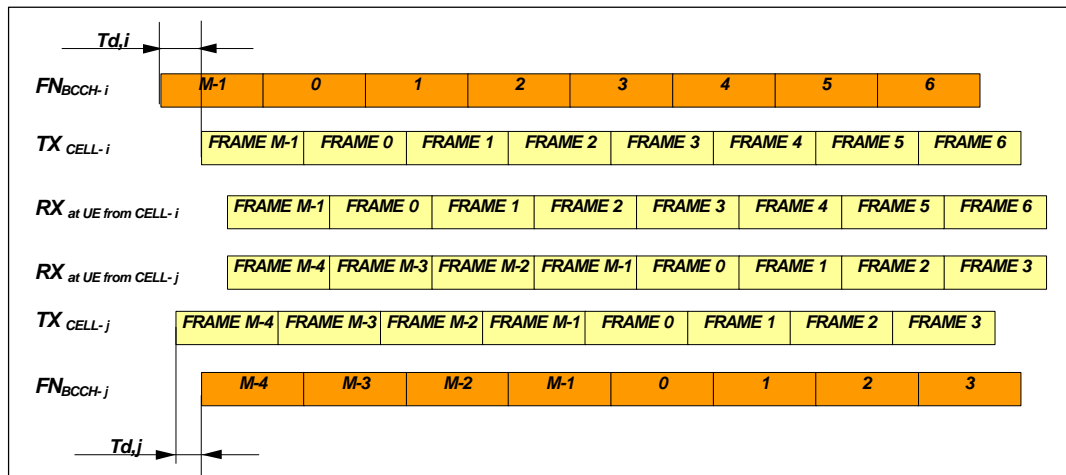 Td,i
FNBCCH- i M-1 0 1 2 3 4 5 6
TX CELL- i FRAME M-1 FRAME 0 FRAME 1 FRAME 2 FRAME 3 FRAME 4 FRAME 5 FRAME 6
RX at UE from CELL- i FRAME M-1 FRAME 0 FRAME 1 FRAME 2 FRAME 3 FRAME 4 FRAME 5 FRAME 6
RX at UE from CELL- j FRAME M-4 FRAME M-3 FRAME M-2 FRAME M-1 FRAME 0 FRAME 1 FRAME 2 FRAME 3
TX CELL- j FRAME M-4 FRAME M-3 FRAME M-2 FRAME M-1 FRAME 0 FRAME 1 FRAME 2 FRAME 3
FNBCCH- j M-4 M-3 M-2 M-1 0 1 2 3
Td,j